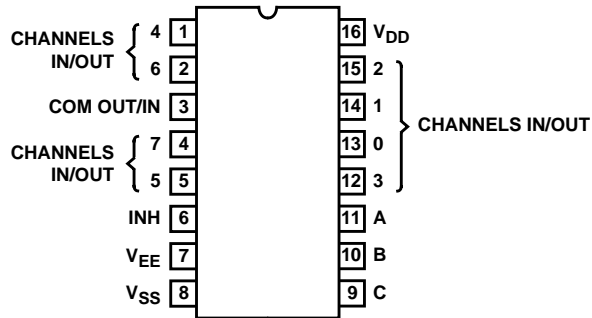 CHANNELS
IN/OUT
4 1
6 2
COM OUT/IN 3
CHANNELS
IN/OUT
7 4
5 5
INH 6
VEE 7
VSS 8
16 VDD
15 2
14 1
13 0
12 3
CHANNELS IN/OUT
11 A
10 B
9 C